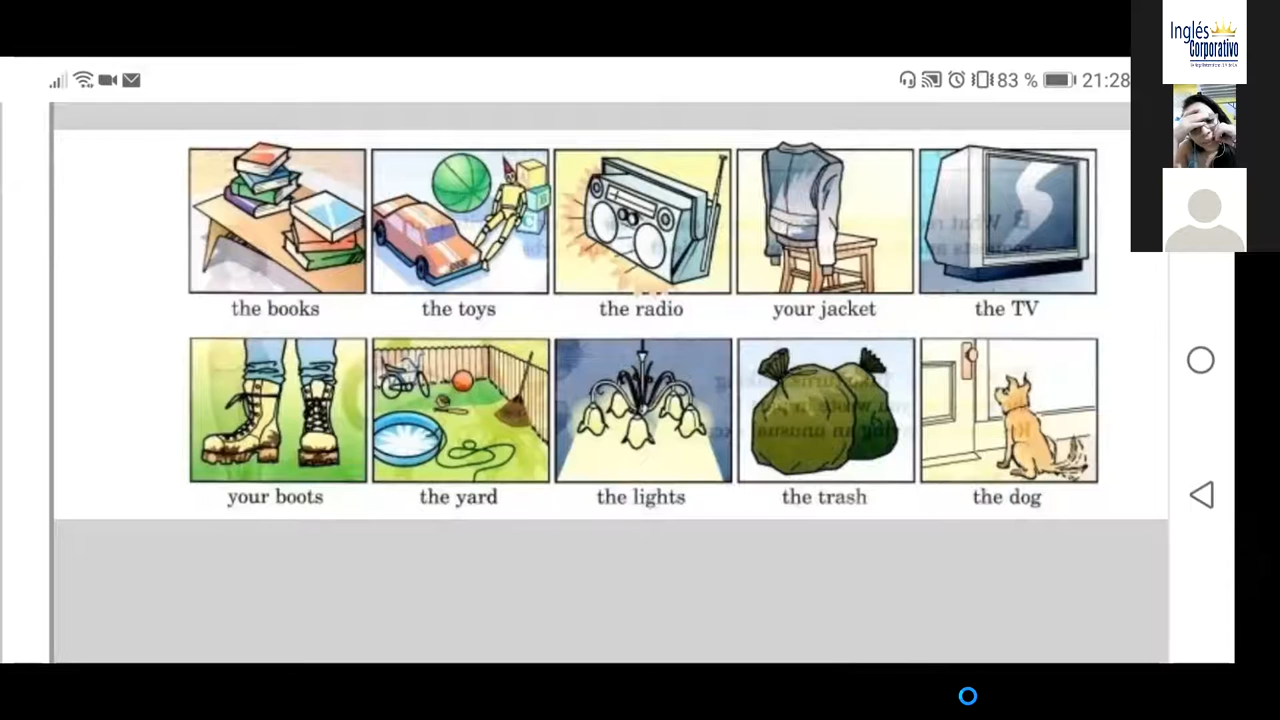 83 % 21:28
Inglés
Corporativo
the books the toys the radio your jacket the TV
your boots the yard the lights the trash the dog